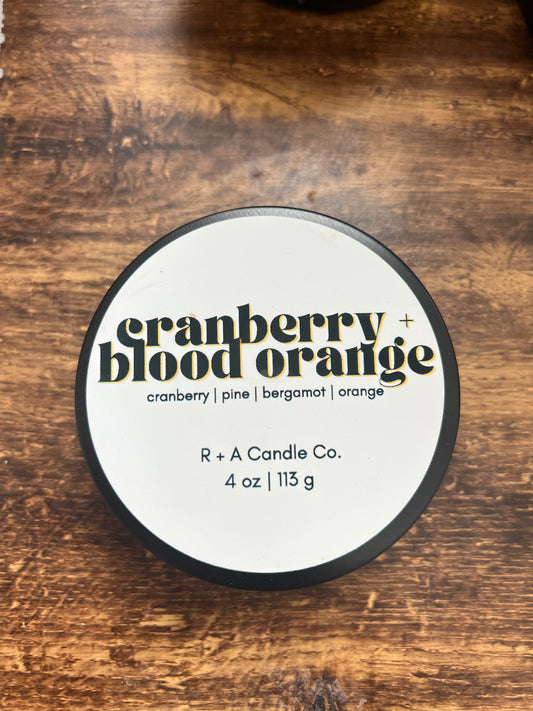 cranberry +
blood orange
cranberry | pine | bergamot | orange
R + A Candle Co.
4 oz | 113 g